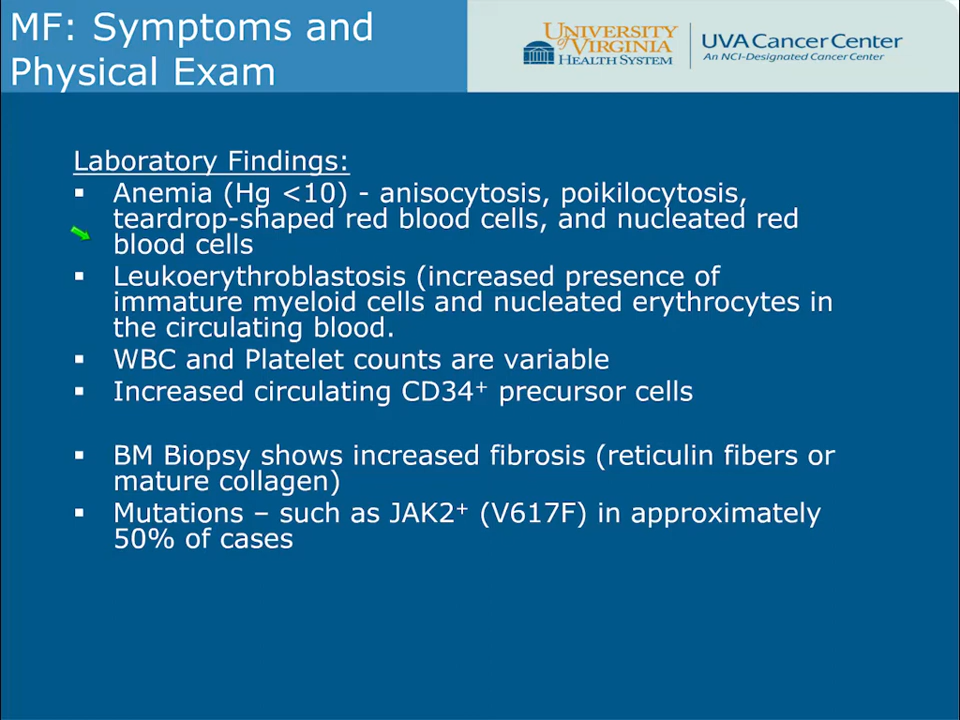 MF: Symptoms and
Physical Exam
UNIVERSITY
of VIRGINIA
HEALTH SYSTEM
UVA Cancer Center
An NCI-Designated Cancer Center
Laboratory Findings:
▪ Anemia (Hg <10) - anisocytosis, poikilocytosis,
teardrop-shaped red blood cells, and nucleated red
blood cells
▪ Leukoerythroblastosis (increased presence of
immature myeloid cells and nucleated erythrocytes in
the circulating blood.
▪ WBC and Platelet counts are variable
▪ Increased circulating CD34⁺ precursor cells
▪ BM Biopsy shows increased fibrosis (reticulin fibers or
mature collagen)
▪ Mutations – such as JAK2⁺ (V617F) in approximately
50% of cases